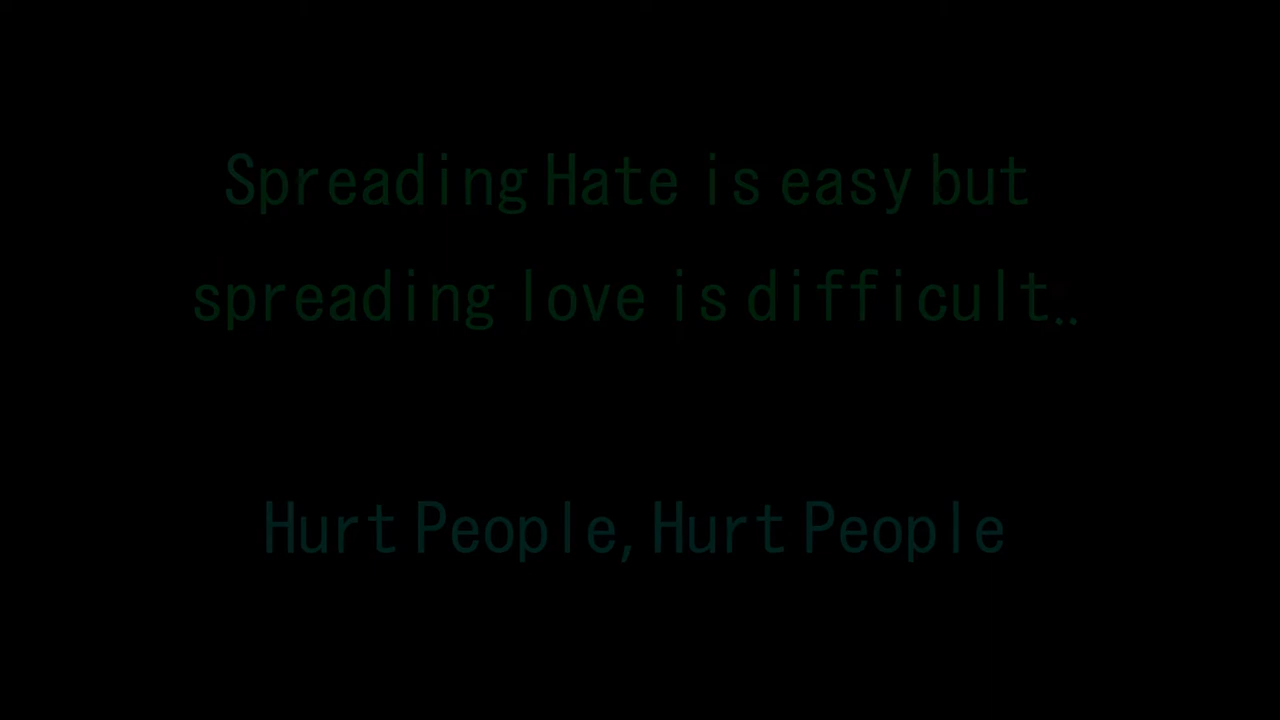 Spreading Hate is easy but
spreading love is difficult..
Hurt People, Hurt People